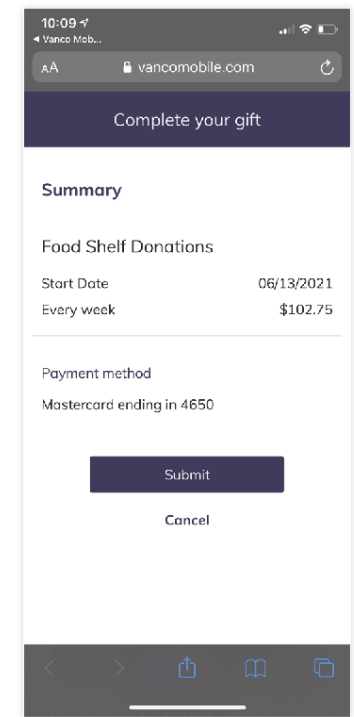 10:09
◀ Vanco Mob...
AA vancomobile.com
Complete your gift
Summary
Food Shelf Donations
Start Date 06/13/2021
Every week $102.75
Payment method
Mastercard ending in 4650
Submit
Cancel